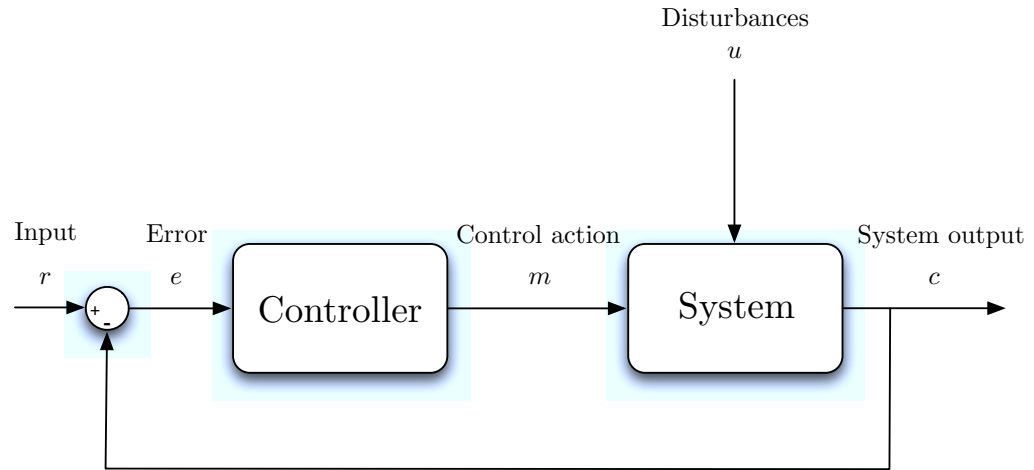 Disturbances
u
Input
Error
Control action
System output
r
e
m
c
Controller
System
+
-